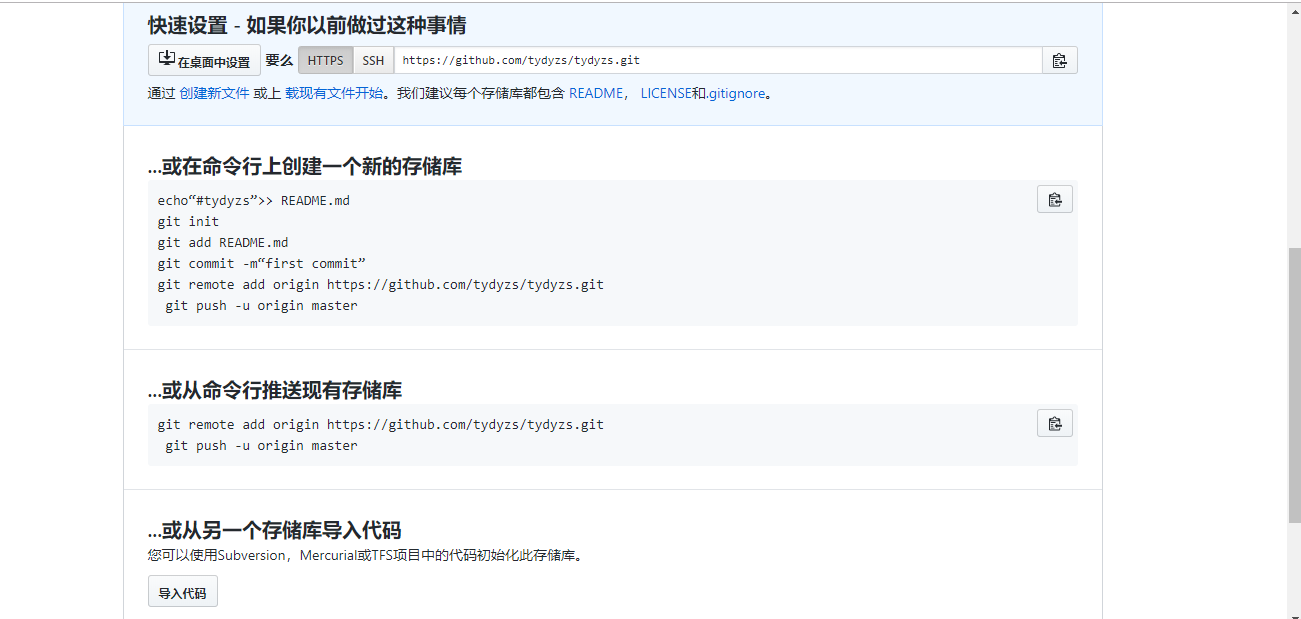 快速设置 - 如果你以前做过这种事情
在桌面中设置 要么 HTTPS SSH https://github.com/tydyzs/tydyzs.git
通过 创建新文件 或上 载现有文件开始。我们建议每个存储库都包含 README， LICENSE和.gitignore。
...或在命令行上创建一个新的存储库
echo“#tydyzs”>> README.md
git init
git add README.md
git commit -m“first commit”
git remote add origin https://github.com/tydyzs/tydyzs.git
git push -u origin master
...或从命令行推送现有存储库
git remote add origin https://github.com/tydyzs/tydyzs.git
git push -u origin master
...或从另一个存储库导入代码
您可以使用Subversion，Mercurial或TFS项目中的代码初始化此存储库。
导入代码